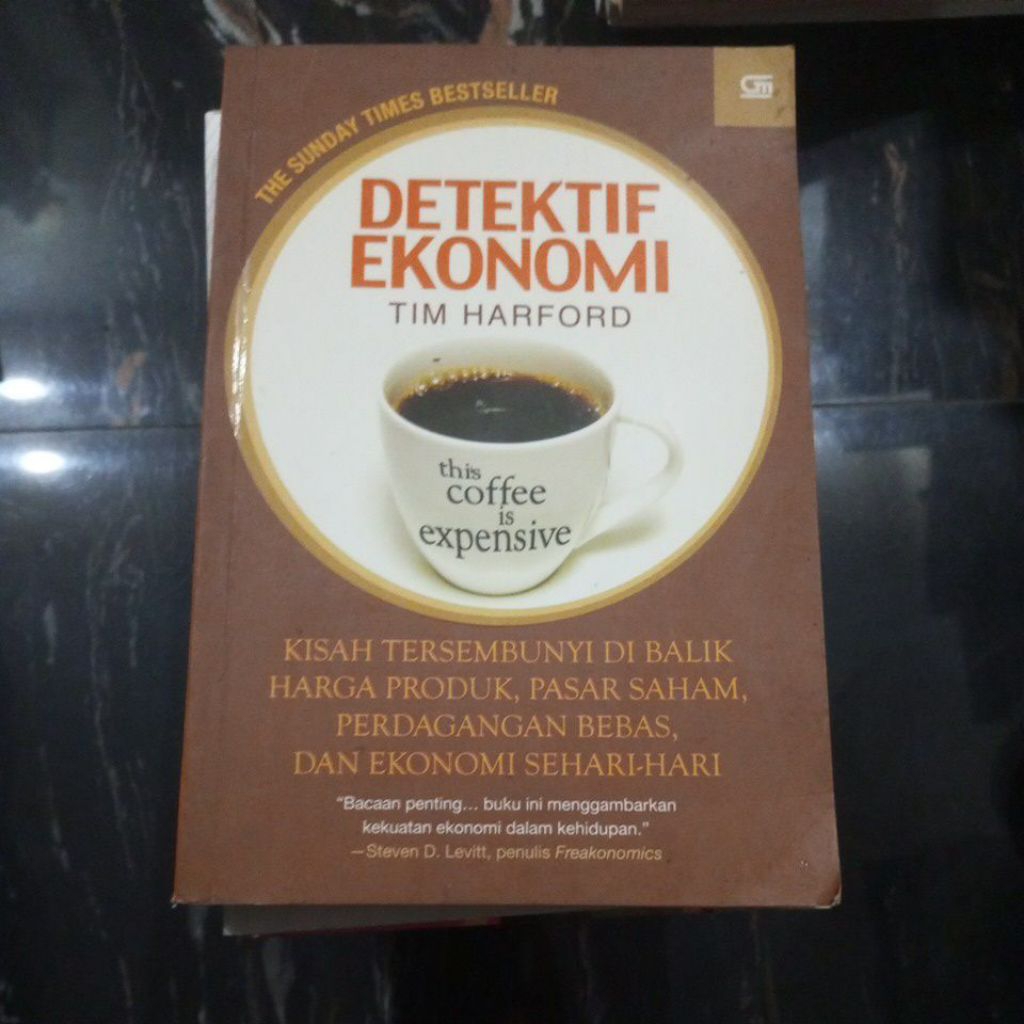 THE SUNDAY TIMES BESTSELLER
Gm
DETEKTIF
EKONOMI
TIM HARFORD
this
coffee
is
expensive
KISAH TERSEMBUNYI DI BALIK
HARGA PRODUK, PASAR SAHAM,
PERDAGANGAN BEBAS,
DAN EKONOMI SEHARI-HARI
“Bacaan penting... buku ini menggambarkan
kekuatan ekonomi dalam kehidupan.”
—Steven D. Levitt, penulis Freakonomics